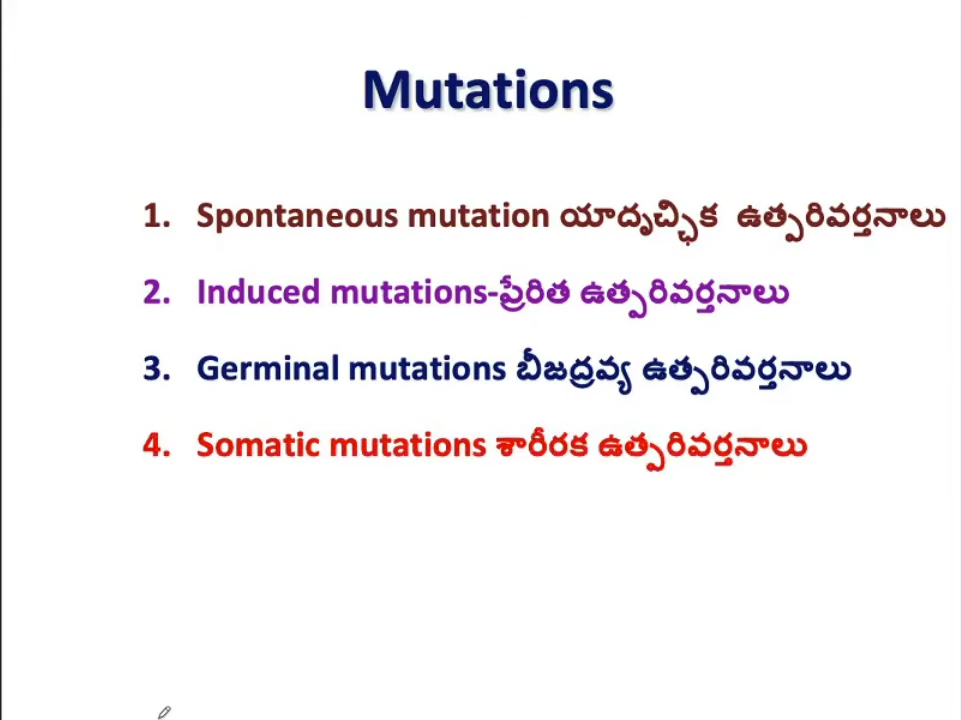 Mutations
1. Spontaneous mutation యాదృచ్ఛిక ఉత్పరివర్తనాలు
2. Induced mutations-ప్రేరిత ఉత్పరివర్తనాలు
3. Germinal mutations బీజద్రవ్య ఉత్పరివర్తనాలు
4. Somatic mutations శారీరక ఉత్పరివర్తనాలు